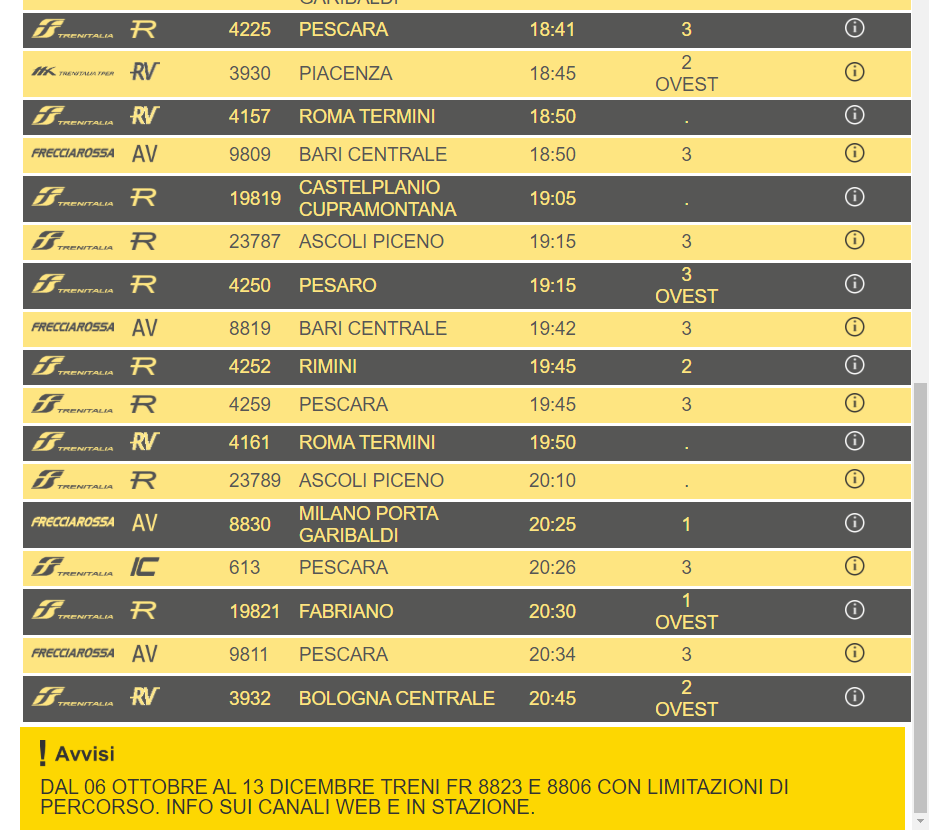 GARIBALDI
TRENITALIA R 4225 PESCARA 18:41 3
TRENITALIA TPER RV 3930 PIACENZA 18:45 2
OVEST
TRENITALIA RV 4157 ROMA TERMINI 18:50 .
FRECCIAROSSA AV 9809 BARI CENTRALE 18:50 3
TRENITALIA R 19819 CASTELPLANIO
CUPRAMONTANA 19:05 .
TRENITALIA R 23787 ASCOLI PICENO 19:15 3
TRENITALIA R 4250 PESARO 19:15 3
OVEST
FRECCIAROSSA AV 8819 BARI CENTRALE 19:42 3
TRENITALIA R 4252 RIMINI 19:45 2
TRENITALIA R 4259 PESCARA 19:45 3
TRENITALIA RV 4161 ROMA TERMINI 19:50 .
TRENITALIA R 23789 ASCOLI PICENO 20:10 .
FRECCIAROSSA AV 8830 MILANO PORTA
GARIBALDI 20:25 1
TRENITALIA IC 613 PESCARA 20:26 3
TRENITALIA R 19821 FABRIANO 20:30 1
OVEST
FRECCIAROSSA AV 9811 PESCARA 20:34 3
TRENITALIA RV 3932 BOLOGNA CENTRALE 20:45 2
OVEST
! Avvisi
DAL 06 OTTOBRE AL 13 DICEMBRE TRENI FR 8823 E 8806 CON LIMITAZIONI DI
PERCORSO. INFO SUI CANALI WEB E IN STAZIONE.